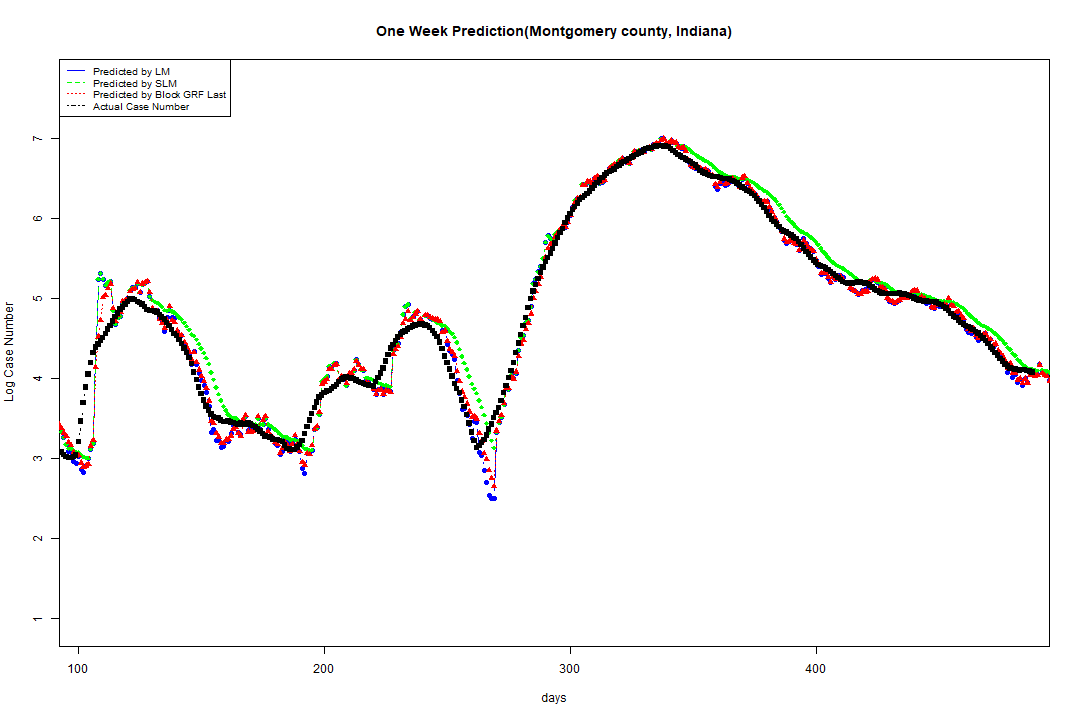 One Week Prediction(Montgomery county, Indiana)
Predicted by LM
Predicted by SLM
Predicted by Block GRF Last
Actual Case Number
Log Case Number
7
6
5
4
3
2
1
100 200 300 400
days